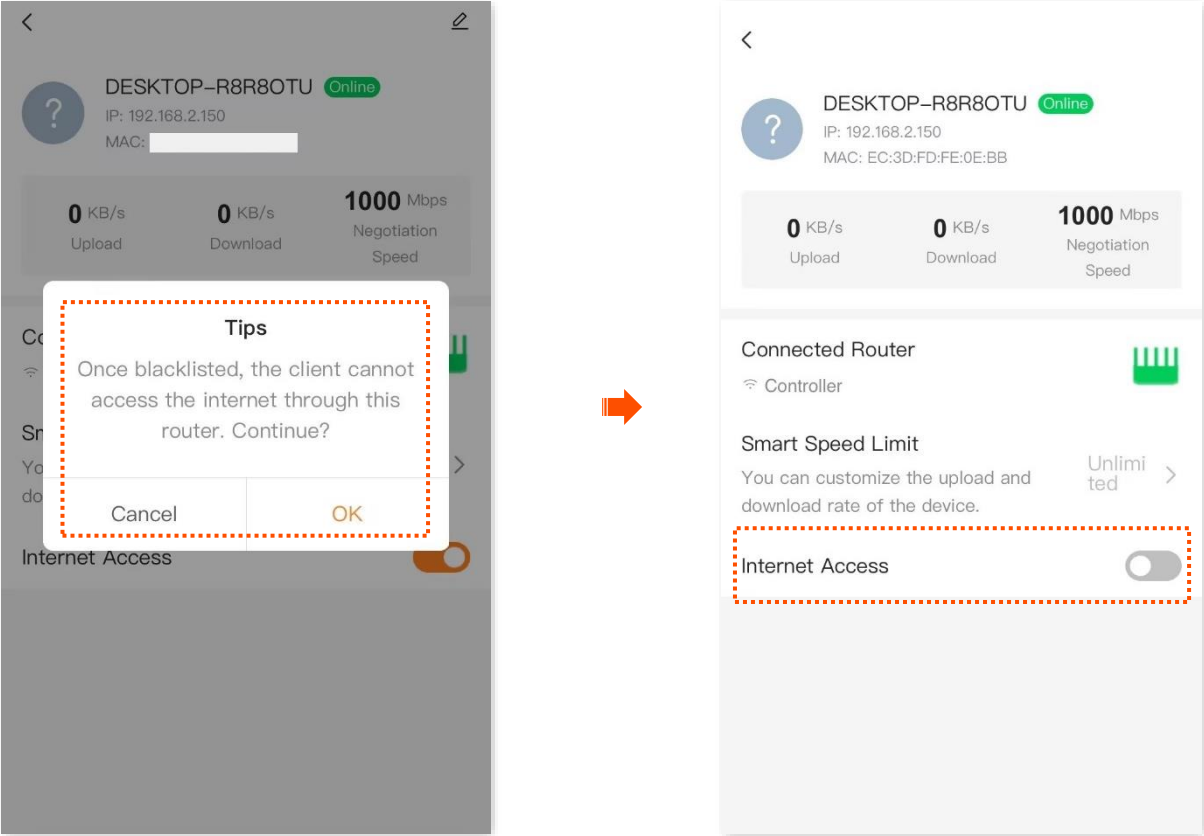 DESKTOP-R8R8OTU Online
IP: 192.168.2.150
MAC:
0 KB/s
Upload
0 KB/s
Download
1000 Mbps
Negotiation
Speed
Tips
Once blacklisted, the client cannot
access the internet through this
router. Continue?
Cancel
OK
Internet Access
DESKTOP-R8R8OTU Online
IP: 192.168.2.150
MAC: EC:3D:FD:FE:0E:BB
0 KB/s
Upload
0 KB/s
Download
1000 Mbps
Negotiation
Speed
Connected Router
Controller
Smart Speed Limit
You can customize the upload and
download rate of the device.
Unlimi
ted
Internet Access